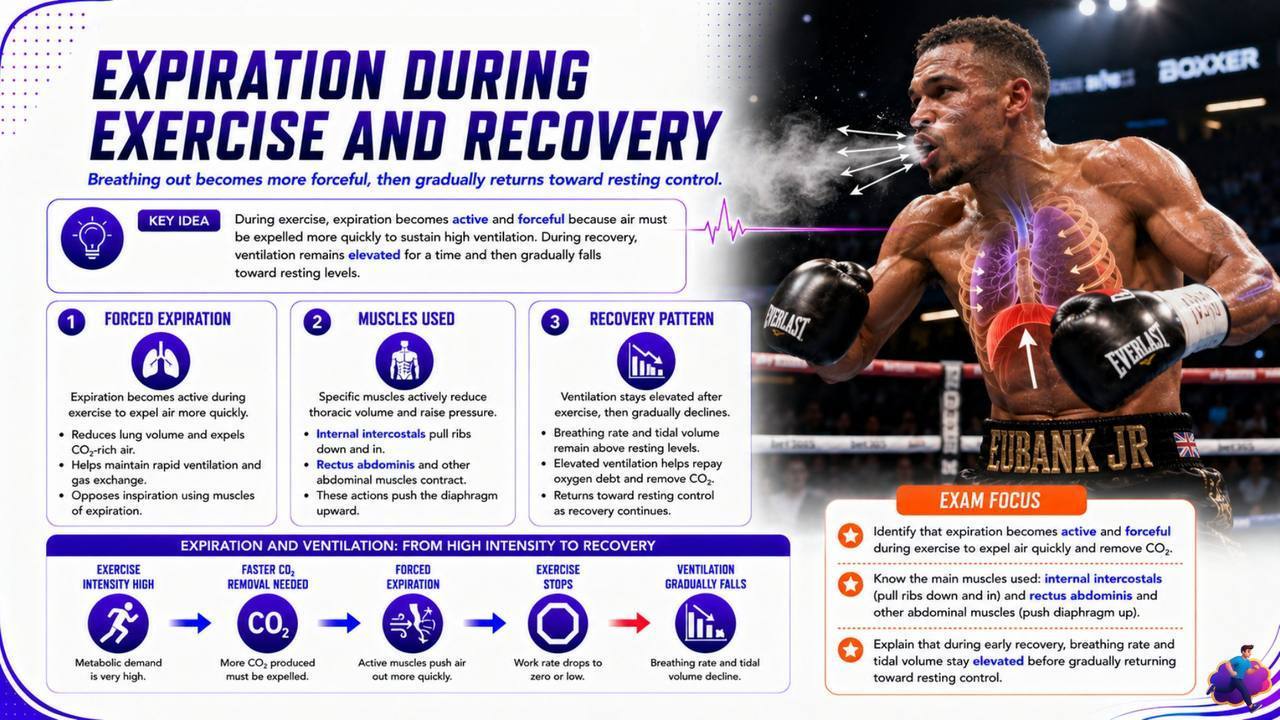 EXPIRATION DURING
EXERCISE AND RECOVERY
Breathing out becomes more forceful, then gradually returns toward resting control.
KEY IDEA
During exercise, expiration becomes active and forceful because air must
be expelled more quickly to sustain high ventilation. During recovery,
ventilation remains elevated for a time and then gradually falls
toward resting levels.
1 FORCED EXPIRATION
Expiration becomes active during
exercise to expel air more quickly.
• Reduces lung volume and expels
CO₂-rich air.
• Helps maintain rapid ventilation and
gas exchange.
• Opposes inspiration using muscles
of expiration.
2 MUSCLES USED
Specific muscles actively reduce
thoracic volume and raise pressure.
• Internal intercostals pull ribs
down and in.
• Rectus abdominis and other
abdominal muscles contract.
• These actions push the diaphragm
upward.
3 RECOVERY PATTERN
Ventilation stays elevated after
exercise, then gradually declines.
• Breathing rate and tidal volume
remain above resting levels.
• Elevated ventilation helps repay
oxygen debt and remove CO₂.
• Returns toward resting control
as recovery continues.
EXPIRATION AND VENTILATION: FROM HIGH INTENSITY TO RECOVERY
EXERCISE
INTENSITY HIGH
Metabolic demand
is very high.
FASTER CO₂
REMOVAL NEEDED
CO₂
More CO₂ produced
must be expelled.
FORCED
EXPIRATION
Active muscles push air
out more quickly.
EXERCISE
STOPS
Work rate drops to
zero or low.
VENTILATION
GRADUALLY FALLS
Breathing rate and tidal
volume decline.
BOXXER
EVERLAST
EVERLAST
EUBANK JR
bet365
bet365
EXAM FOCUS
Identify that expiration becomes active and forceful
during exercise to expel air quickly and remove CO₂.
Know the main muscles used: internal intercostals
(pull ribs down and in) and rectus abdominis and
other abdominal muscles (push diaphragm up).
Explain that during early recovery, breathing rate and
tidal volume stay elevated before gradually returning
toward resting control.